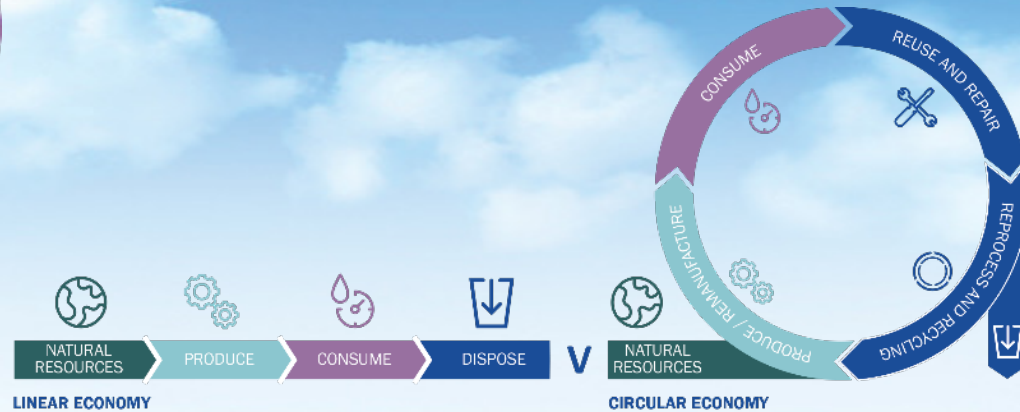 NATURAL
RESOURCES
PRODUCE
CONSUME
DISPOSE
LINEAR ECONOMY
V
NATURAL
RESOURCES
PRODUCE / REMANUFACTURE
CONSUME
REUSE AND REPAIR
REPROCESS AND RECYCLING
CIRCULAR ECONOMY